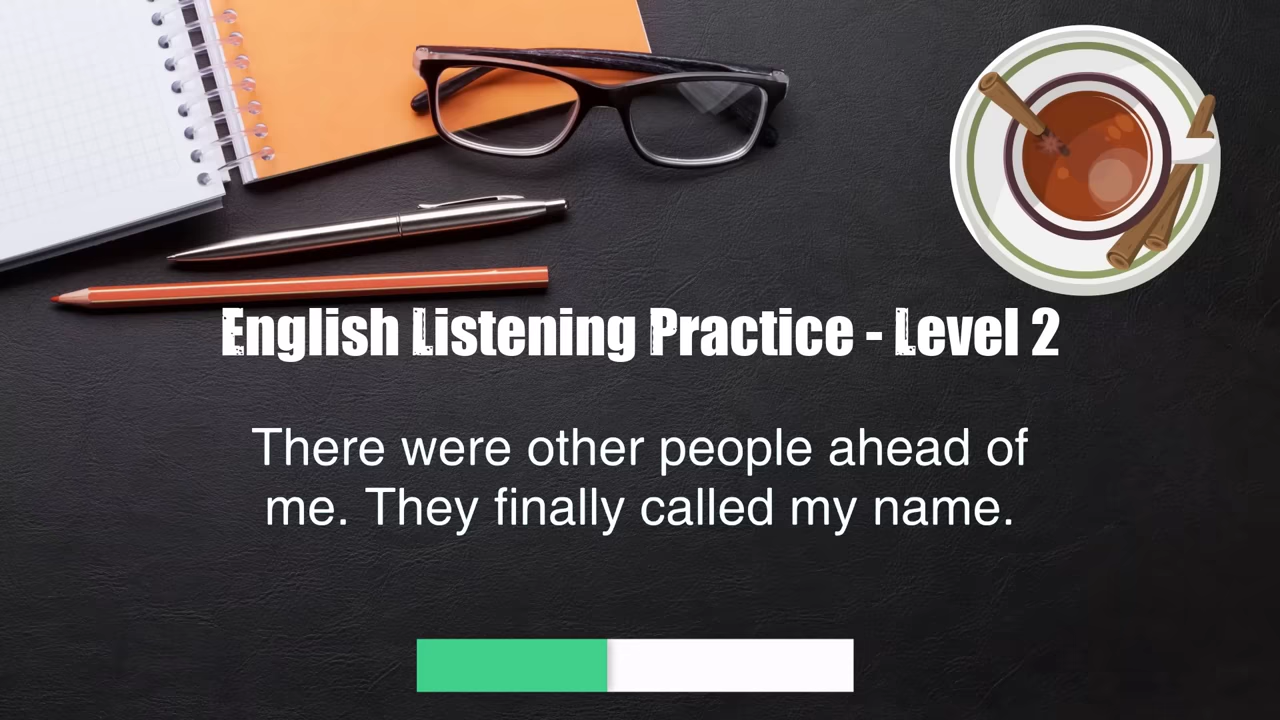 English Listening Practice - Level 2
There were other people ahead of
me. They finally called my name.